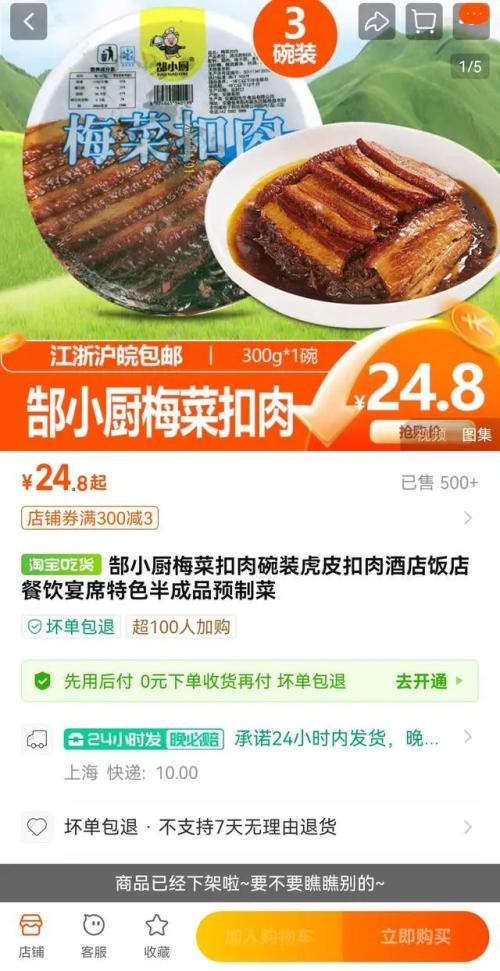 3
碗装
1/5
郜小厨
梅菜扣肉
江浙沪皖包邮 | 300g*1碗
郜小厨梅菜扣肉
¥24.8
抢购价
视频 图集
¥24.8起
已售 500+
店铺券满300减3
淘宝吃货 郜小厨梅菜扣肉碗装虎皮扣肉酒店饭店
餐饮宴席特色半成品预制菜
坏单包退 超100人加购
先用后付 0元下单收货再付 坏单包退 去开通
24小时发 晚必赔 承诺24小时内发货，晚...
上海 快递: 10.00
坏单包退 · 不支持7天无理由退货
商品已经下架啦~要不要瞧瞧别的~
店铺 客服 收藏 加入购物车 立即购买